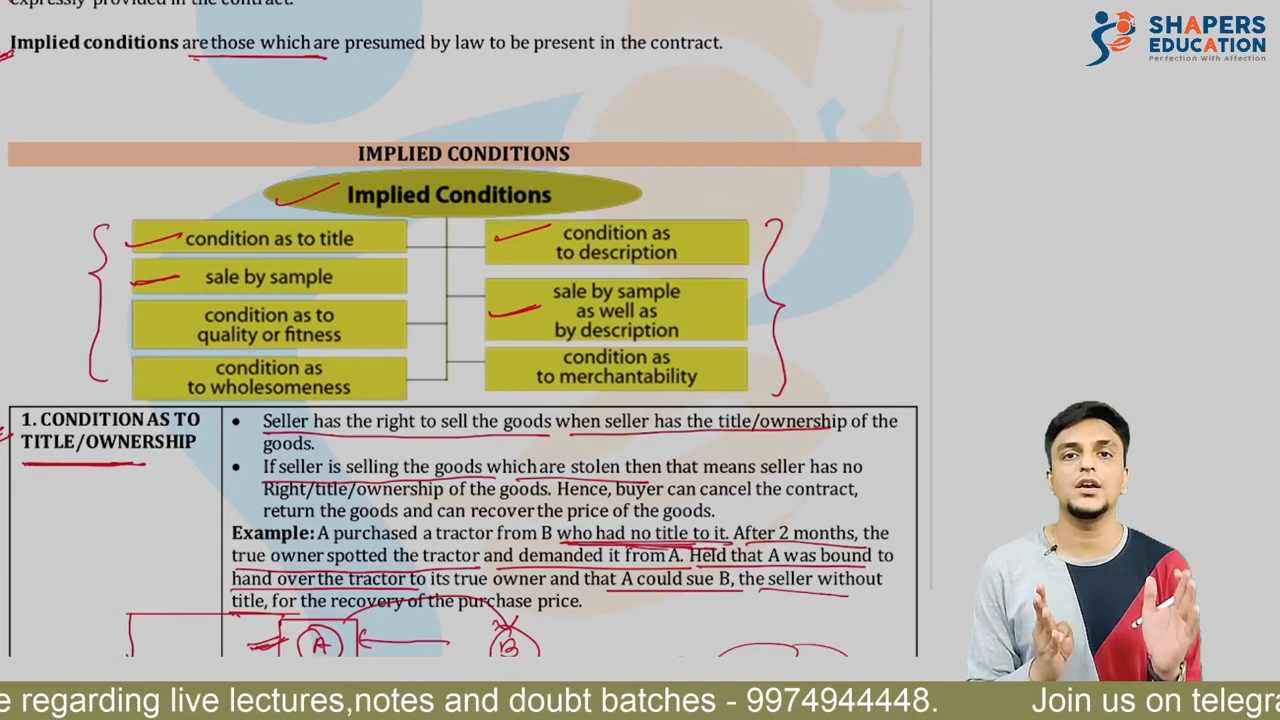 expressly provided in the contract.
Implied conditions are those which are presumed by law to be present in the contract.
SHAPERS
EDUCATION
Perfection With Affection
IMPLIED CONDITIONS
Implied Conditions
condition as to title
sale by sample
condition as to
quality or fitness
condition as
to wholesomeness
condition as
to description
sale by sample
as well as
by description
condition as
to merchantability
1. CONDITION AS TO
TITLE/OWNERSHIP
• Seller has the right to sell the goods when seller has the title/ownership of the
goods.
• If seller is selling the goods which are stolen then that means seller has no
Right/title/ownership of the goods. Hence, buyer can cancel the contract,
return the goods and can recover the price of the goods.
Example: A purchased a tractor from B who had no title to it. After 2 months, the
true owner spotted the tractor and demanded it from A. Held that A was bound to
hand over the tractor to its true owner and that A could sue B, the seller without
title, for the recovery of the purchase price.
A B
e regarding live lectures,notes and doubt batches - 9974944448. Join us on telegra